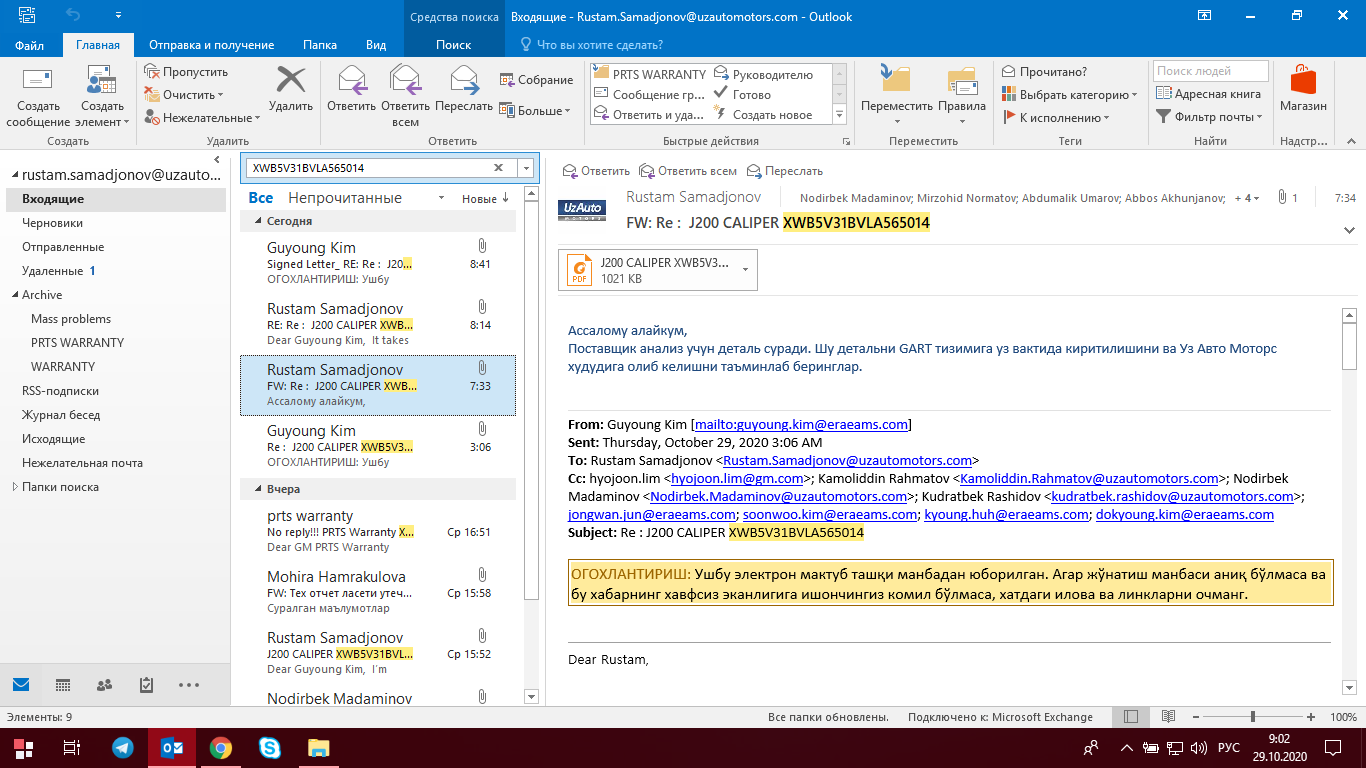 Средства поиска
Входящие - Rustam.Samadjonov@uzautomotors.com - Outlook
Файл
Главная
Отправка и получение
Папка
Вид
Поиск
Что вы хотите сделать?
Создать сообщение
Создать элемент
Создать
Пропустить
Очистить
Нежелательные
Удалить
Удалить
Ответить
Ответить всем
Переслать
Собрание
Больше
Ответить
PRTS WARRANTY
Сообщение гр...
Ответить и уда...
Руководителю
Готово
Создать новое
Быстрые действия
Переместить
Правила
Переместить
Прочитано?
Выбрать категорию
К исполнению
Теги
Поиск людей
Адресная книга
Фильтр почты
Найти
Магазин
Надстр...
rustam.samadjonov@uzauto...
Входящие
Черновики
Отправленные
Удаленные 1
Archive
Mass problems
PRTS WARRANTY
WARRANTY
RSS-подписки
Журнал бесед
Исходящие
Нежелательная почта
Папки поиска
XWB5V31BVLA565014
Все Непрочитанные Новые
Сегодня
Guyoung Kim
Signed Letter_ RE: Re : J20... 8:41
ОГОХЛАНТИРИШ: Ушбу
Rustam Samadjonov
RE: Re : J200 CALIPER XWB... 8:14
Dear Guyoung Kim, It takes
Rustam Samadjonov
FW: Re : J200 CALIPER XWB... 7:33
Ассалому алайкум,
Guyoung Kim
Re : J200 CALIPER XWB5V3... 3:06
ОГОХЛАНТИРИШ: Ушбу
Вчера
prts warranty
No reply!!! PRTS Warranty X... Ср 16:51
Dear GM PRTS Warranty
Mohira Hamrakulova
FW: Тех отчет ласети утеч... Ср 15:58
Суралган маълумотлар
Rustam Samadjonov
J200 CALIPER XWB5V31BVL... Ср 15:52
Dear Guyoung Kim, I'm
Nodirbek Madaminov
Ответить Ответить всем Переслать
UzAuto
MOTORS
Rustam Samadjonov
Nodirbek Madaminov; Mirzohid Normatov; Abdumalik Umarov; Abbos Akhunjanov; + 4 1 7:34
FW: Re : J200 CALIPER XWB5V31BVLA565014
PDF
J200 CALIPER XWB5V3...
1021 КВ
Ассалому алайкум,
Поставщик анализ учун деталь суради. Шу детальни GART тизимига уз вактида киритилишини ва Уз Авто Моторс
худудига олиб келишни таъминлаб беринглар.
From: Guyoung Kim [mailto:guyoung.kim@eraeams.com]
Sent: Thursday, October 29, 2020 3:06 AM
To: Rustam Samadjonov <Rustam.Samadjonov@uzautomotors.com>
Cc: hyojoon.lim <hyojoon.lim@gm.com>; Kamoliddin Rahmatov <Kamoliddin.Rahmatov@uzautomotors.com>; Nodirbek
Madaminov <Nodirbek.Madaminov@uzautomotors.com>; Kudratbek Rashidov <kudratbek.rashidov@uzautomotors.com>;
jongwan.jun@eraeams.com; soonwoo.kim@eraeams.com; kyoung.huh@eraeams.com; dokyoung.kim@eraeams.com
Subject: Re : J200 CALIPER XWB5V31BVLA565014
ОГОХЛАНТИРИШ: Ушбу электрон мактуб ташқи манбадан юборилган. Агар жўнатиш манбаси аниқ бўлмаса ва
бу хабарнинг хавфсиз эканлигига ишончингиз комил бўлмаса, хатдаги илова ва линкларни очманг.
Dear Rustam,
Элементы: 9
Все папки обновлены.
Подключено к: Microsoft Exchange
100%
РУС
9:02
29.10.2020